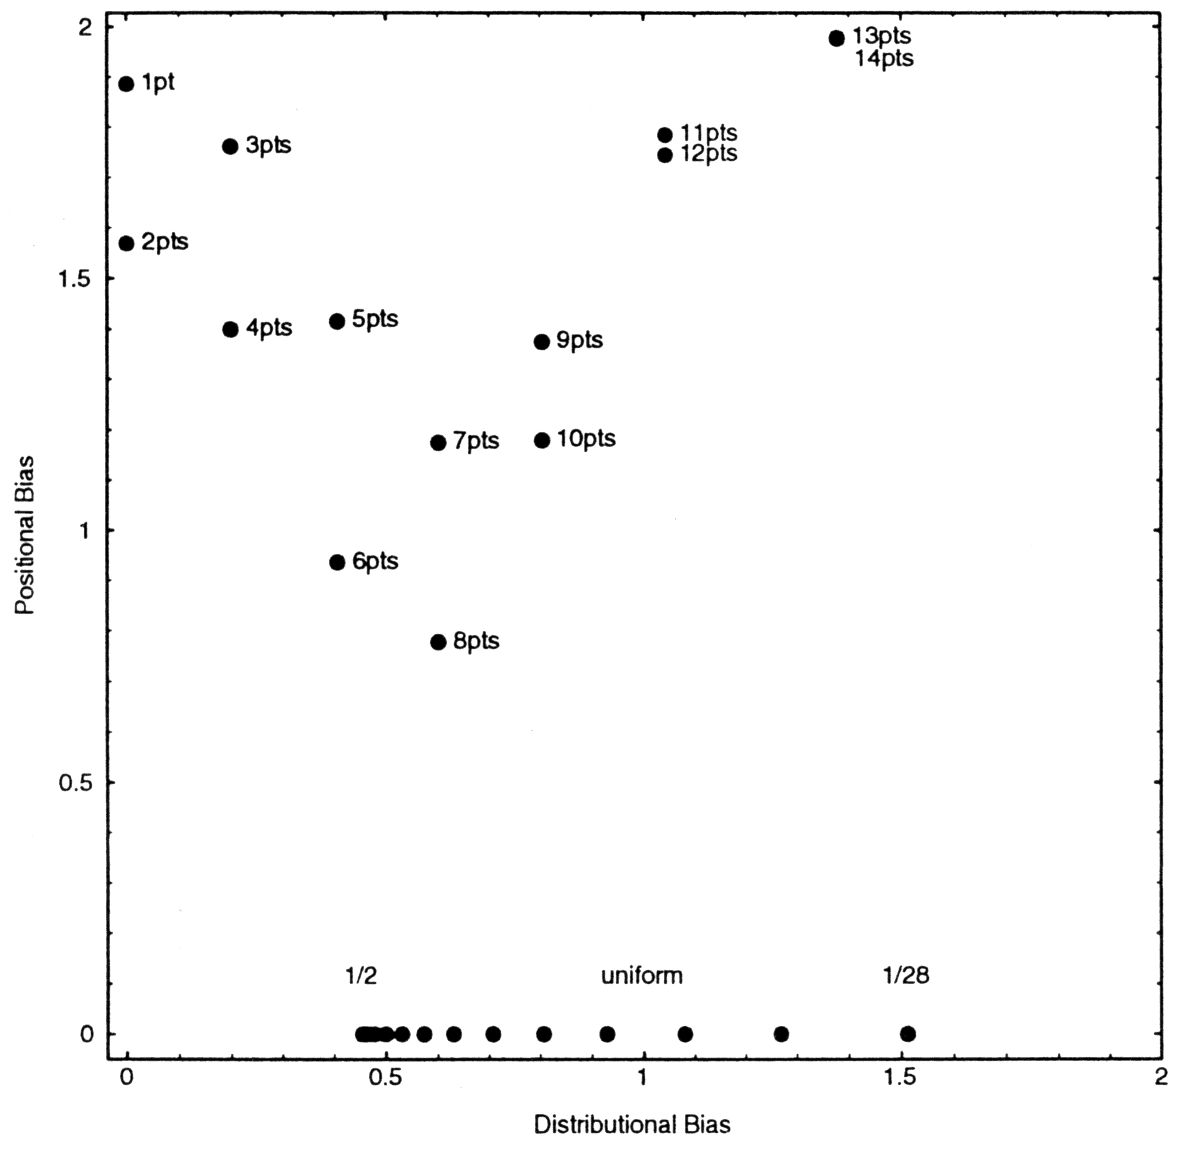 2
13pts
14pts
1pt
11pts
12pts
3pts
2pts
1.5
5pts
4pts
9pts
7pts
10pts
Positional Bias
1
6pts
8pts
0.5
1/2
uniform
1/28
0
0
0.5
1
1.5
2
Distributional Bias